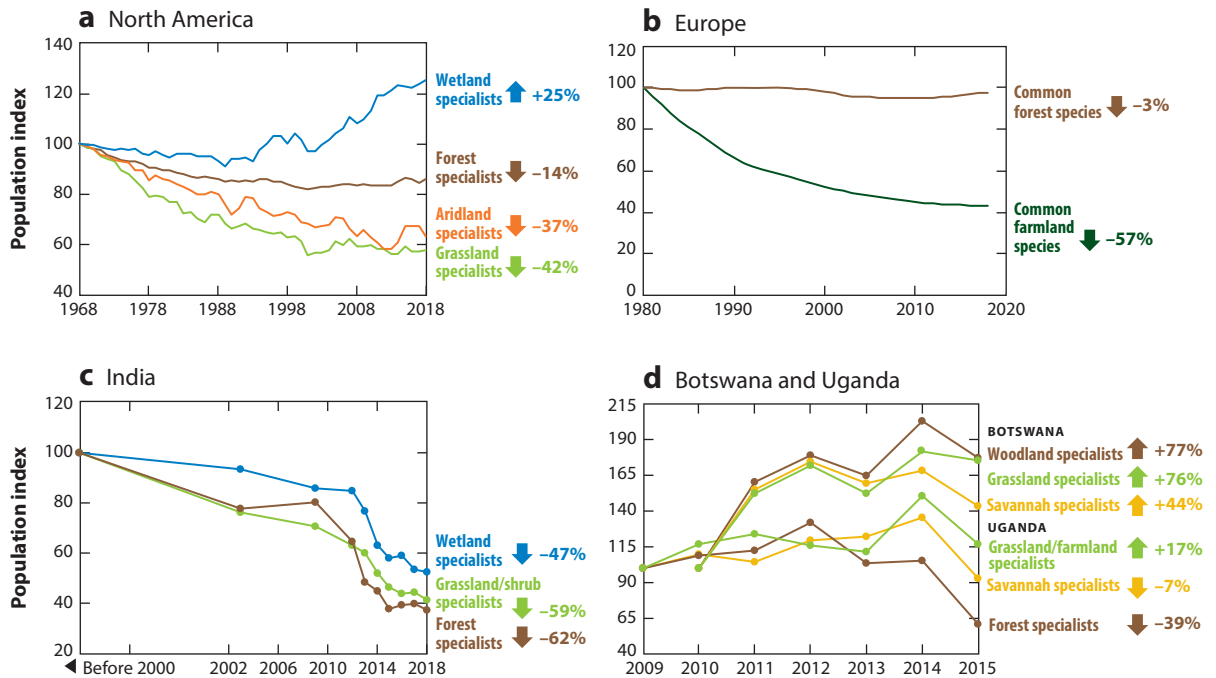 a North America
Population index
140
120
100
80
60
40
1968 1978 1988 1998 2008 2018
Wetland
specialists +25%
Forest
specialists –14%
Aridland
specialists –37%
Grassland
specialists –42%
b Europe
120
100
80
60
40
20
0
1980 1990 2000 2010 2020
Common
forest species –3%
Common
farmland
species –57%
c India
Population index
120
100
80
60
40
20
Before 2000 2002 2006 2010 2014 2018
Wetland
specialists –47%
Grassland/shrub
specialists –59%
Forest
specialists –62%
d Botswana and Uganda
215
190
165
140
115
90
65
40
2009 2010 2011 2012 2013 2014 2015
BOTSWANA
Woodland specialists +77%
Grassland specialists +76%
Savannah specialists +44%
UGANDA
Grassland/farmland
specialists +17%
Savannah specialists –7%
Forest specialists –39%